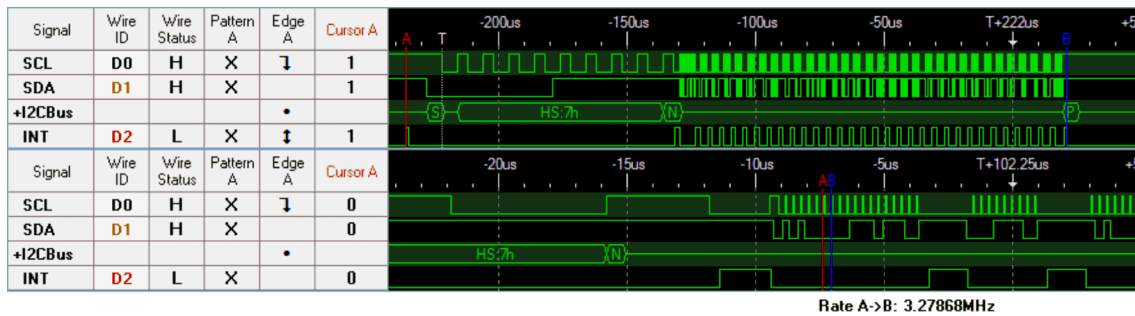 Signal Wire ID Wire Status Pattern A Edge A Cursor A -200us -150us -100us -50us T+222us +5
A T B
SCL D0 H X 1
SDA D1 H X 1
+I2CBus • S HS:7h N P
INT D2 L X 1
Signal Wire ID Wire Status Pattern A Edge A Cursor A -20us -15us -10us -5us T+102.25us +5
A B
SCL D0 H X 0
SDA D1 H X 0
+I2CBus • HS:7h N
INT D2 L X 0
Rate A->B: 3.27868MHz